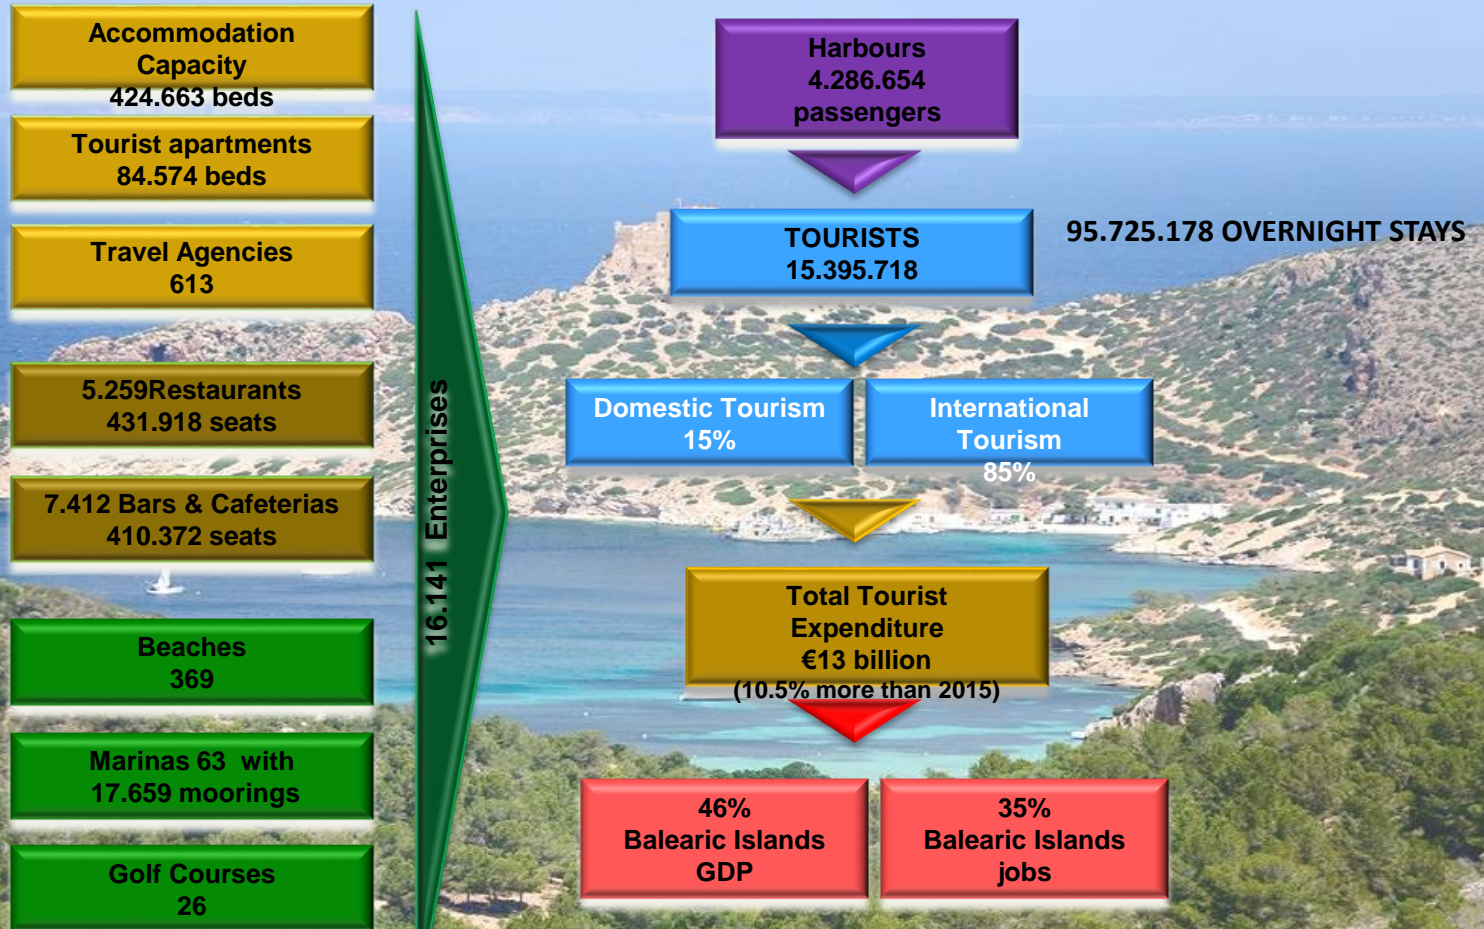 Accommodation
Capacity
424.663 beds
Tourist apartments
84.574 beds
Travel Agencies
613
5.259Restaurants
431.918 seats
7.412 Bars & Cafeterias
410.372 seats
Beaches
369
Marinas 63 with
17.659 moorings
Golf Courses
26
16.141 Enterprises
Harbours
4.286.654
passengers
TOURISTS
15.395.718
95.725.178 OVERNIGHT STAYS
Domestic Tourism
15%
International
Tourism
85%
Total Tourist
Expenditure
€13 billion
(10.5% more than 2015)
46%
Balearic Islands
GDP
35%
Balearic Islands
jobs